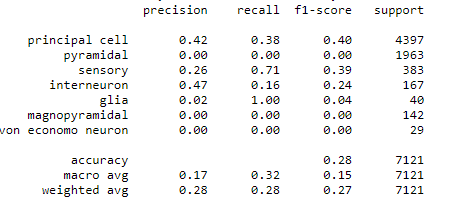 precision recall f1-score support
principal cell 0.42 0.38 0.40 4397
pyramidal 0.00 0.00 0.00 1963
sensory 0.26 0.71 0.39 383
interneuron 0.47 0.16 0.24 167
glia 0.02 1.00 0.04 40
magnopyramidal 0.00 0.00 0.00 142
von economo neuron 0.00 0.00 0.00 29
accuracy 0.28 7121
macro avg 0.17 0.32 0.15 7121
weighted avg 0.28 0.28 0.27 7121